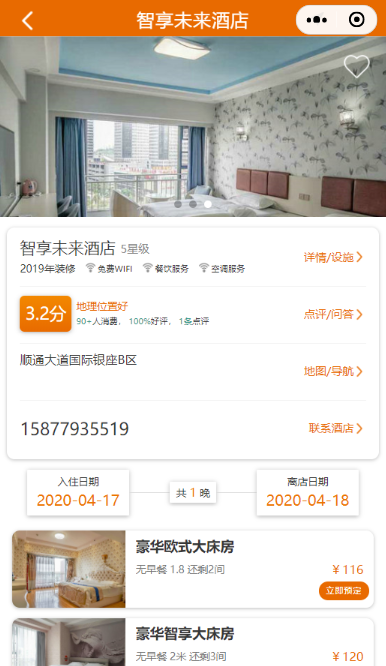 智享未来酒店
智享未来酒店 5星级
详情/设施
2019年装修 免费WIFI 餐饮服务 空调服务
3.2分
地理位置好
90+人消费， 100%好评， 1条点评
点评/问答
顺通大道国际银座B区
地图/导航
15877935519
联系酒店
入住日期
2020-04-17
共 1 晚
离店日期
2020-04-18
豪华欧式大床房
无早餐 1.8 还剩2间
￥116
立即预定
豪华智享大床房
无早餐 2米 还剩3间
￥120